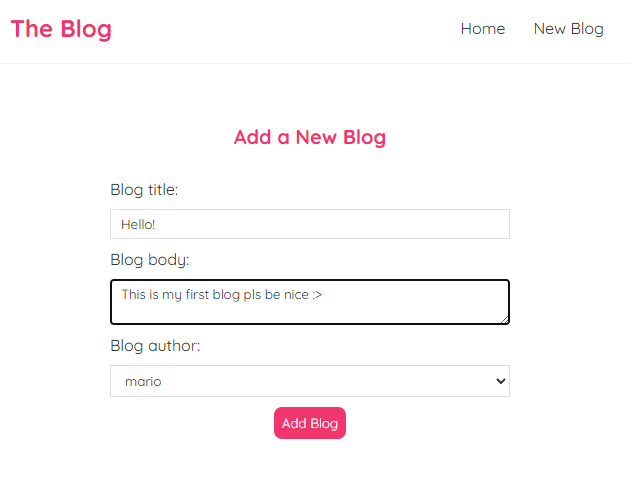 The Blog
Home New Blog
Add a New Blog
Blog title:
Hello!
Blog body:
This is my first blog pls be nice :>
Blog author:
mario
Add Blog